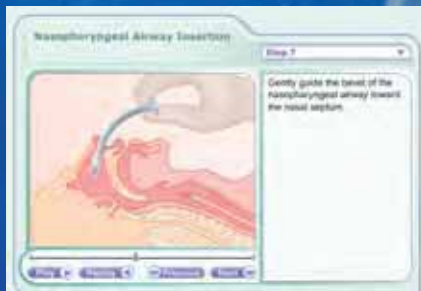 Nasopharyngeal Airway Insertion
Step 7
Gently guide the bevel of the
nasopharyngeal airway toward
the nasal septum.
Play
Replay
Previous
Next